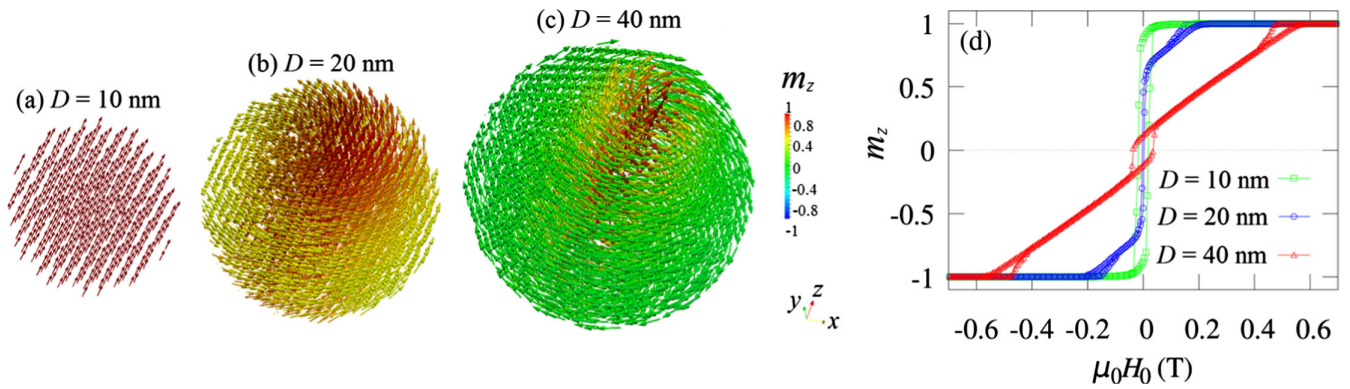 (a) D = 10 nm
(b) D = 20 nm
(c) D = 40 nm
m_z
1
0.8
0.4
0
-0.4
-0.8
-1
y z x
(d)
m_z
1
0.5
0
-0.5
-1
D = 10 nm
D = 20 nm
D = 40 nm
-0.6 -0.4 -0.2 0 0.2 0.4 0.6
μ₀H₀ (T)